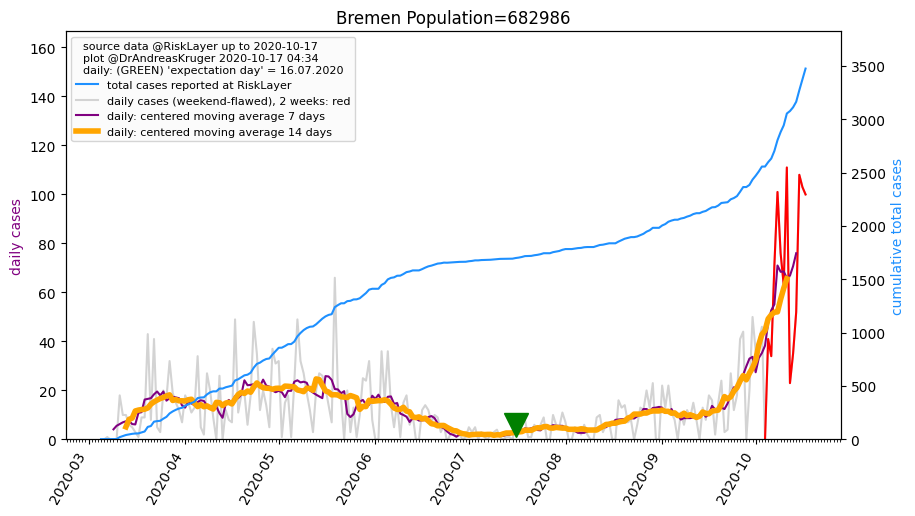 Bremen Population=682986
source data @RiskLayer up to 2020-10-17
plot @DrAndreasKruger 2020-10-17 04:34
daily: (GREEN) 'expectation day' = 16.07.2020
total cases reported at RiskLayer
daily cases (weekend-flawed), 2 weeks: red
daily: centered moving average 7 days
daily: centered moving average 14 days
daily cases
160
140
120
100
80
60
40
20
0
cumulative total cases
3500
3000
2500
2000
1500
1000
500
0
2020-03
2020-04
2020-05
2020-06
2020-07
2020-08
2020-09
2020-10